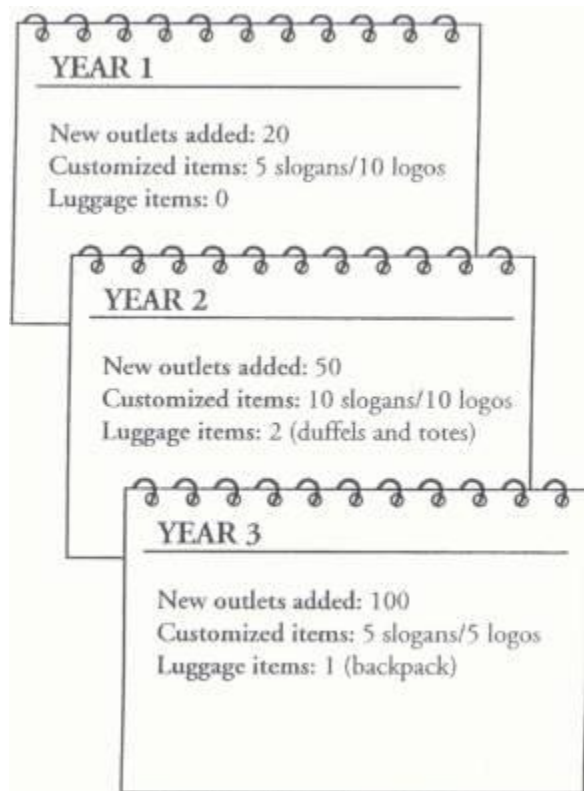 YEAR 1
New outlets added: 20
Customized items: 5 slogans/10 logos
Luggage items: 0
YEAR 2
New outlets added: 50
Customized items: 10 slogans/10 logos
Luggage items: 2 (duffels and totes)
YEAR 3
New outlets added: 100
Customized items: 5 slogans/5 logos
Luggage items: 1 (backpack)